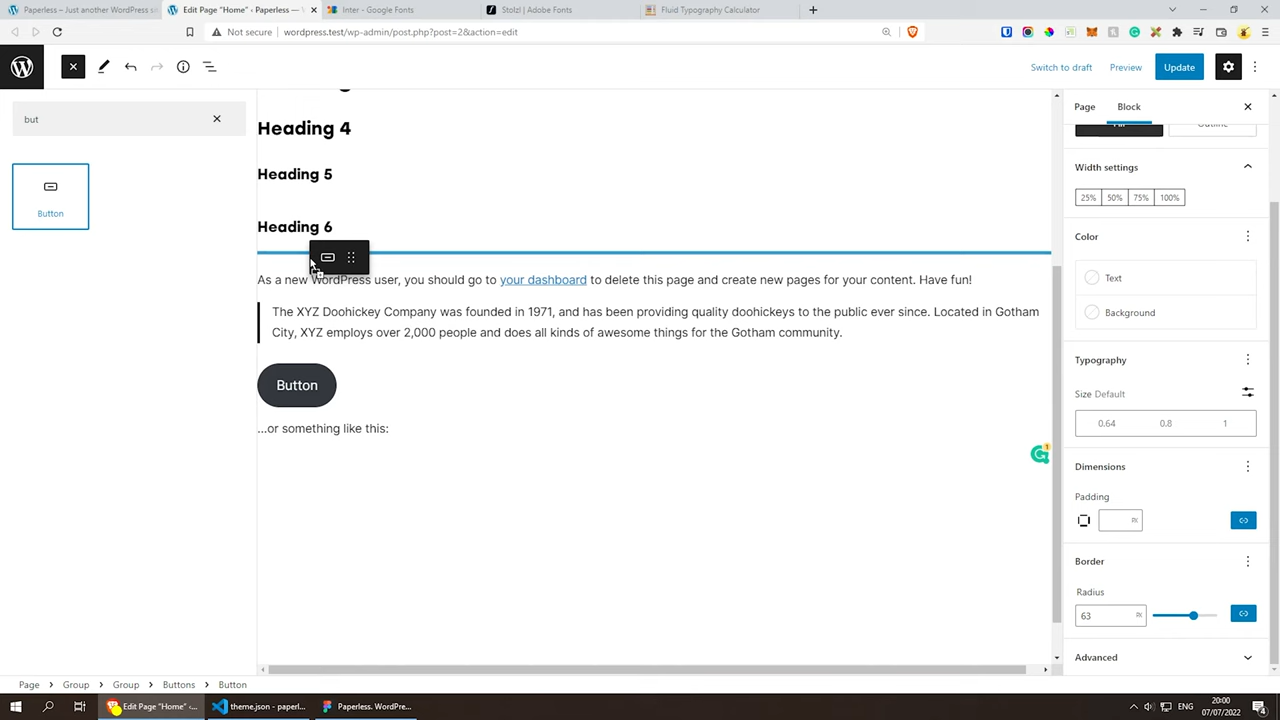 Paperless – Just another WordPress si
Edit Page "Home" ‹ Paperless — W
Inter - Google Fonts
Stolzl | Adobe Fonts
Fluid Typography Calculator
Not secure
wordpress.test/wp-admin/post.php?post=2&action=edit
Switch to draft
Preview
Update
but
Button
Heading 4
Heading 5
Heading 6
As a new WordPress user, you should go to your dashboard to delete this page and create new pages for your content. Have fun!
The XYZ Doohickey Company was founded in 1971, and has been providing quality doohickeys to the public ever since. Located in Gotham
City, XYZ employs over 2,000 people and does all kinds of awesome things for the Gotham community.
Button
...or something like this:
1
Page
Block
Width settings
25%
50%
75%
100%
Color
Text
Background
Typography
Size Default
0.64
0.8
1
Dimensions
Padding
PX
Border
Radius
63
PX
Advanced
Page
Group
Group
Buttons
Button
Edit Page "Home" ‹...
theme.json - paperl...
Paperless. WordPre...
ENG
20:00
07/07/2022
4